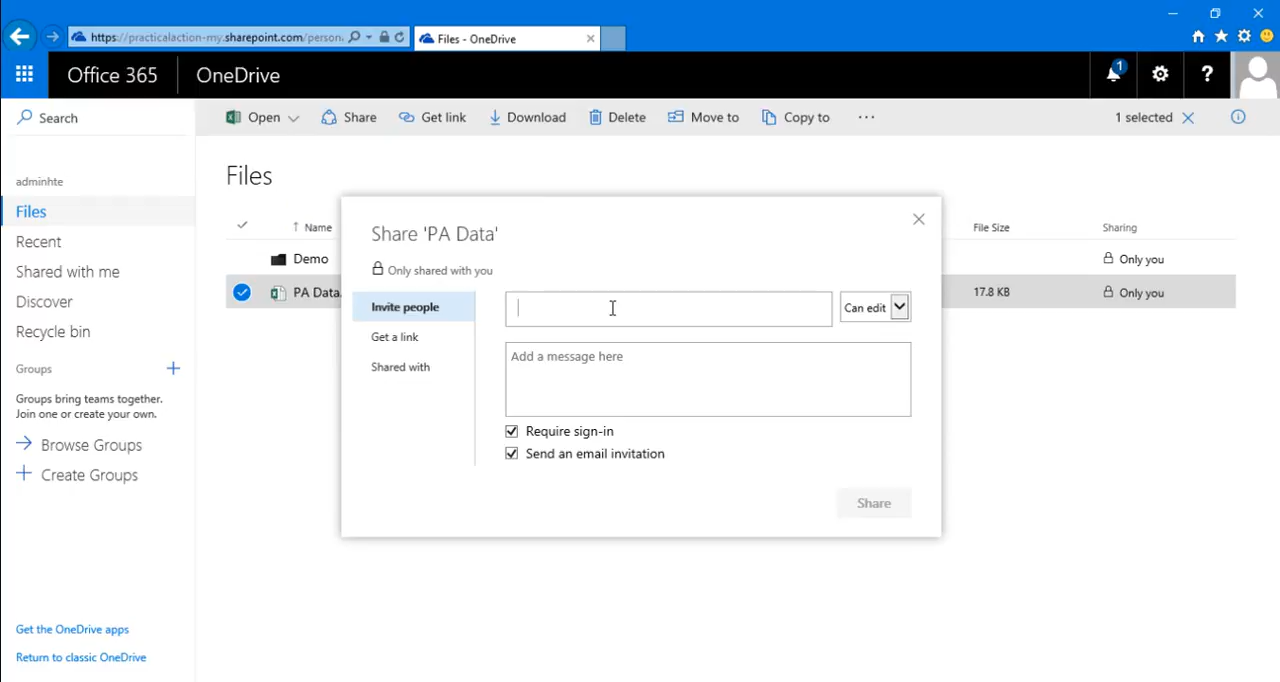 https://practicalaction-my.sharepoint.com/person
Files - OneDrive
Office 365
OneDrive
1
?
Search
Open
Share
Get link
Download
Delete
Move to
Copy to
...
1 selected
adminhte
Files
Recent
Shared with me
Discover
Recycle bin
Groups
Groups bring teams together.
Join one or create your own.
Browse Groups
Create Groups
Get the OneDrive apps
Return to classic OneDrive
Files
Name
File Size
Sharing
Demo
Only you
PA Data.
17.8 KB
Only you
Share 'PA Data'
Only shared with you
Invite people
Get a link
Shared with
Can edit
Add a message here
Require sign-in
Send an email invitation
Share